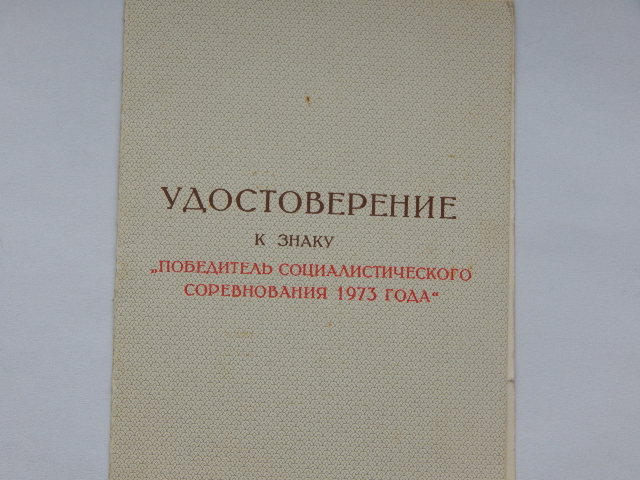 УДОСТОВЕРЕНИЕ
К ЗНАКУ
„ПОБЕДИТЕЛЬ СОЦИАЛИСТИЧЕСКОГО
СОРЕВНОВАНИЯ 1973 ГОДА“